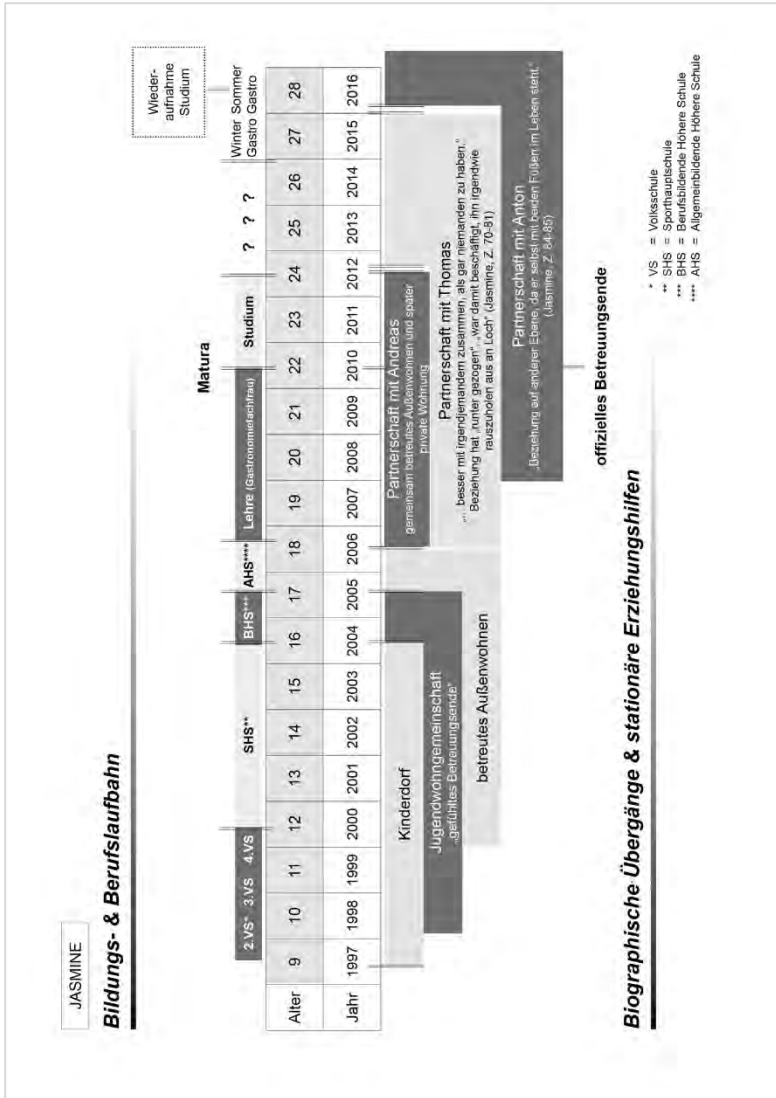 JASMINE
Bildungs- & Berufslaufbahn
Wieder-
aufnahme
Studium
Matura
2.VS* 3.VS 4.VS
SHS**
BHS***
AHS****
Lehre (Gastronomiefachfrau)
Studium
? ? ?
Winter Sommer
Gastro Gastro
Alter 9 10 11 12 13 14 15 16 17 18 19 20 21 22 23 24 25 26 27 28
Jahr 1997 1998 1999 2000 2001 2002 2003 2004 2005 2006 2007 2008 2009 2010 2011 2012 2013 2014 2015 2016
Kinderdorf
Jugendwohngemeinschaft
„gefühltes Betreuungsende“
betreutes Außenwohnen
Partnerschaft mit Andreas
gemeinsam betreutes Außenwohnen und später
private Wohnung
Partnerschaft mit Thomas
„... besser mit irgendjemandem zusammen, als gar niemanden zu haben.“
Beziehung hat „runter gezogen“ ... „war damit beschäftigt, ihn irgendwie
rauszuholen aus an Loch“ (Jasmine, Z. 70-81)
Partnerschaft mit Anton
„Beziehung auf anderer Ebene, da er selbst mit beiden Füßen im Leben steht.“
(Jasmine, Z. 84-85)
offizielles Betreuungsende
Biographische Übergänge & stationäre Erziehungshilfen
* VS = Volksschule
** SHS = Sporthauptschule
*** BHS = Berufsbildende Höhere Schule
**** AHS = Allgemeinbildende Höhere Schule